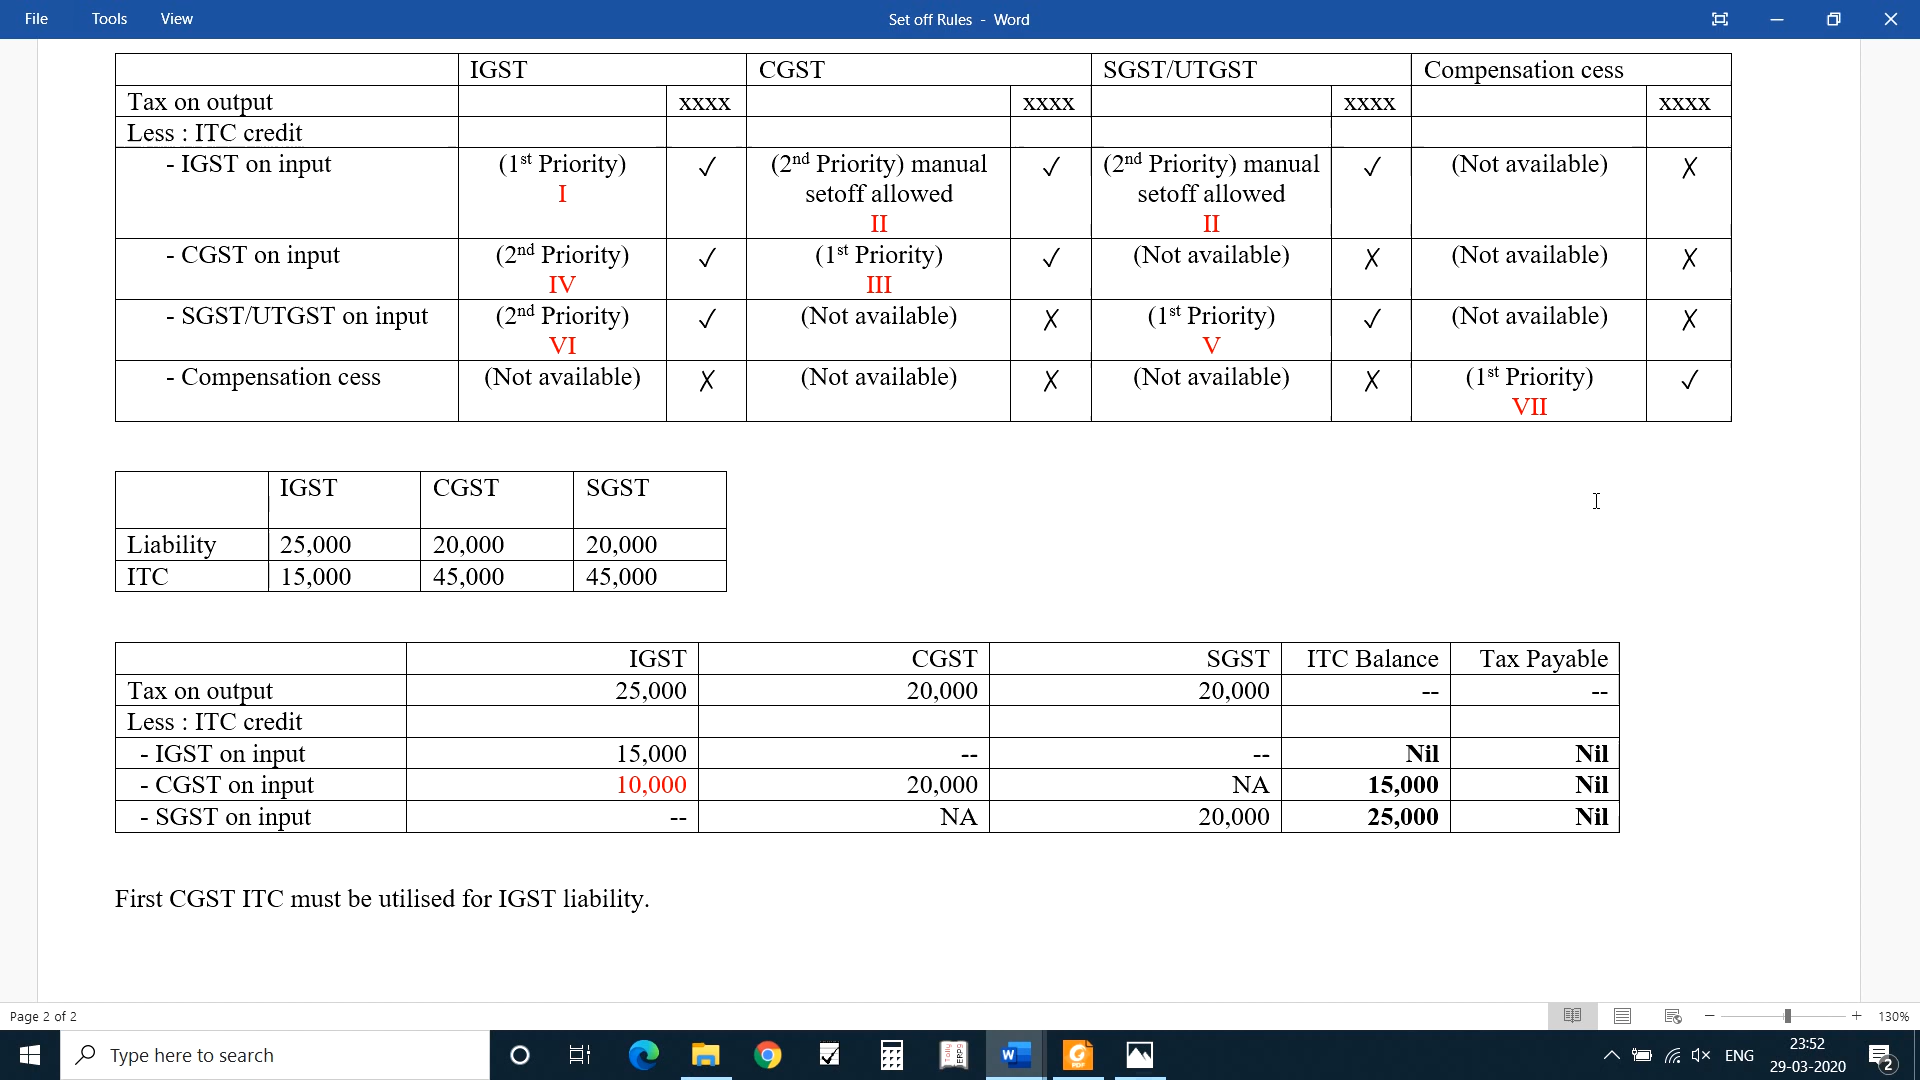 File Tools View Set off Rules - Word
IGST CGST SGST/UTGST Compensation cess
Tax on output xxxx xxxx xxxx xxxx
Less : ITC credit
- IGST on input (1st Priority) ✓ (2nd Priority) manual ✓ (2nd Priority) manual ✓ (Not available) ✗
I setoff allowed setoff allowed
II II
- CGST on input (2nd Priority) ✓ (1st Priority) ✓ (Not available) ✗ (Not available) ✗
IV III
- SGST/UTGST on input (2nd Priority) ✓ (Not available) ✗ (1st Priority) ✓ (Not available) ✗
VI V
- Compensation cess (Not available) ✗ (Not available) ✗ (Not available) ✗ (1st Priority) ✓
VII
IGST CGST SGST
Liability 25,000 20,000 20,000
ITC 15,000 45,000 45,000
IGST CGST SGST ITC Balance Tax Payable
Tax on output 25,000 20,000 20,000 -- --
Less : ITC credit
- IGST on input 15,000 -- -- Nil Nil
- CGST on input 10,000 20,000 NA 15,000 Nil
- SGST on input -- NA 20,000 25,000 Nil
First CGST ITC must be utilised for IGST liability.
Page 2 of 2 130%
Type here to search ENG 23:52
29-03-2020 2